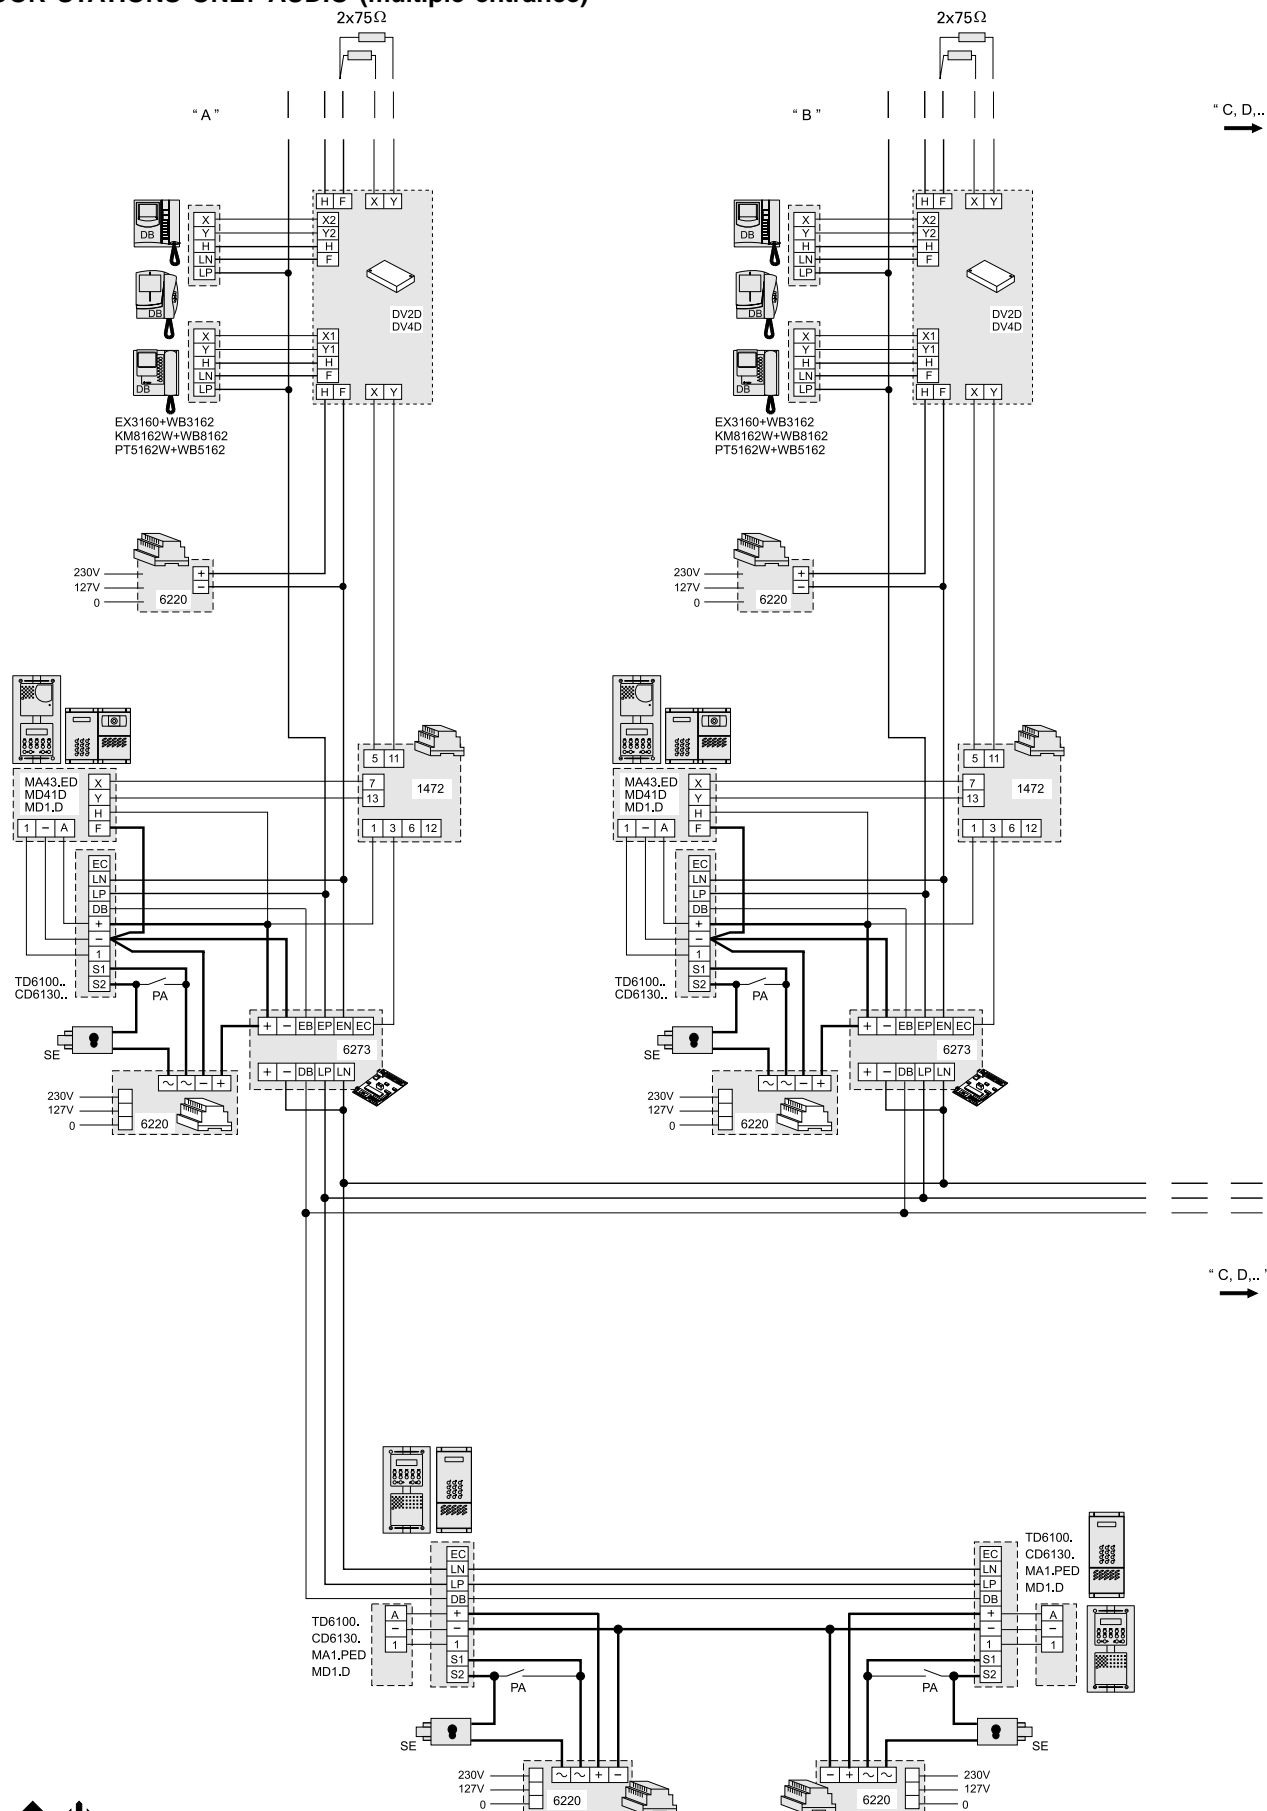 OOR STATIONS ONLY AUDIO (multiple entrance)
2x75Ω
2x75Ω
“ A ”
“ B ”
“ C, D,..
H F X Y
X X2
Y Y2
H H
LN F
LP
DB
DB
DB
DV2D
DV4D
X X1
Y Y1
H H
LN F
LP
H F X Y
EX3160+WB3162
KM8162W+WB8162
PT5162W+WB5162
H F X Y
X X2
Y Y2
H H
LN F
LP
DB
DB
DB
DV2D
DV4D
X X1
Y Y1
H H
LN F
LP
H F X Y
EX3160+WB3162
KM8162W+WB8162
PT5162W+WB5162
230V
127V
0
+
–
6220
230V
127V
0
+
–
6220
MA43.ED
MD41D
MD1.D
X
Y
H
F
1 – A
5 11
7
13
1472
1 3 6 12
EC
LN
LP
DB
+
–
1
S1
S2
TD6100..
CD6130..
PA
SE
+ – EB EP EN EC
6273
+ – DB LP LN
~ ~ – +
230V
127V
0
6220
MA43.ED
MD41D
MD1.D
X
Y
H
F
1 – A
5 11
7
13
1472
1 3 6 12
EC
LN
LP
DB
+
–
1
S1
S2
TD6100..
CD6130..
PA
SE
+ – EB EP EN EC
6273
+ – DB LP LN
~ ~ – +
230V
127V
0
6220
“ C, D,.. ”
EC
LN
LP
DB
+
–
1
S1
S2
A
–
1
TD6100.
CD6130.
MA1.PED
MD1.D
PA
SE
~ ~ + –
230V
127V
0
6220
TD6100.
CD6130.
MA1.PED
MD1.D
EC
LN
LP
DB
+
–
1
S1
S2
A
–
1
PA
SE
– + ~ ~
230V
127V
0
6220